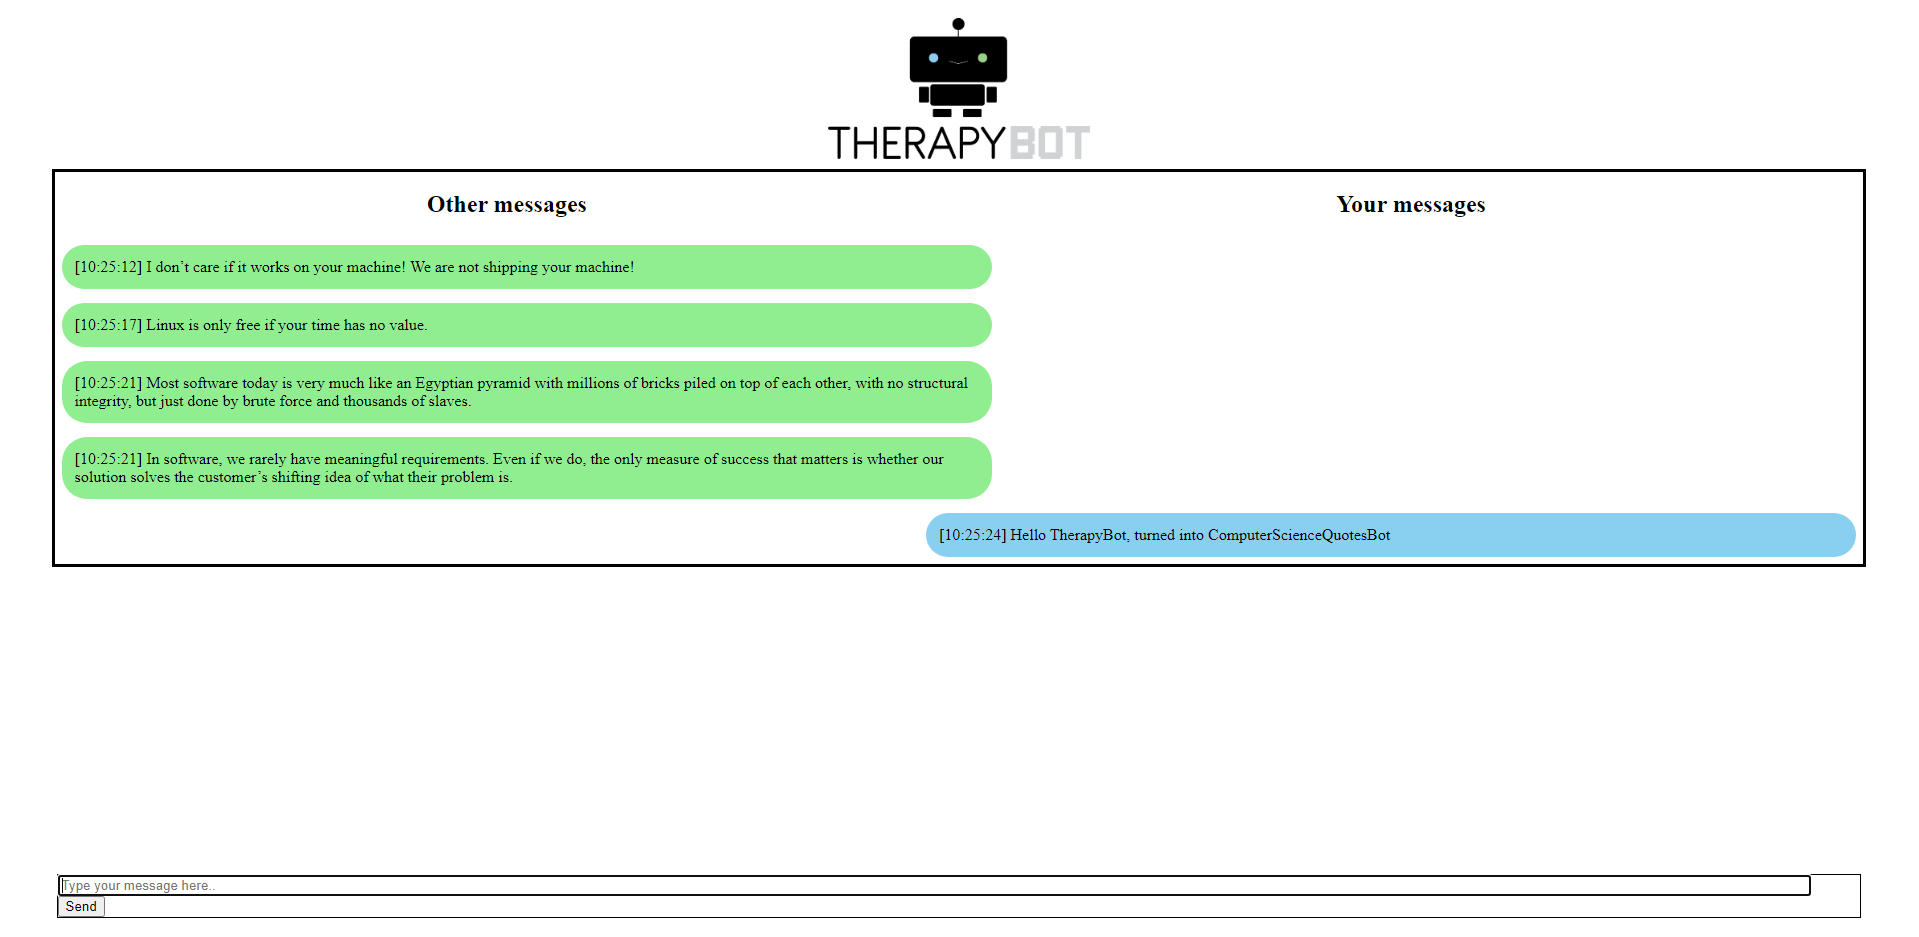 THERAPYBOT
Other messages
Your messages
[10:25:12] I don’t care if it works on your machine! We are not shipping your machine!
[10:25:17] Linux is only free if your time has no value.
[10:25:21] Most software today is very much like an Egyptian pyramid with millions of bricks piled on top of each other, with no structural
integrity, but just done by brute force and thousands of slaves.
[10:25:21] In software, we rarely have meaningful requirements. Even if we do, the only measure of success that matters is whether our
solution solves the customer’s shifting idea of what their problem is.
[10:25:24] Hello TherapyBot, turned into ComputerScienceQuotesBot
Type your message here..
Send